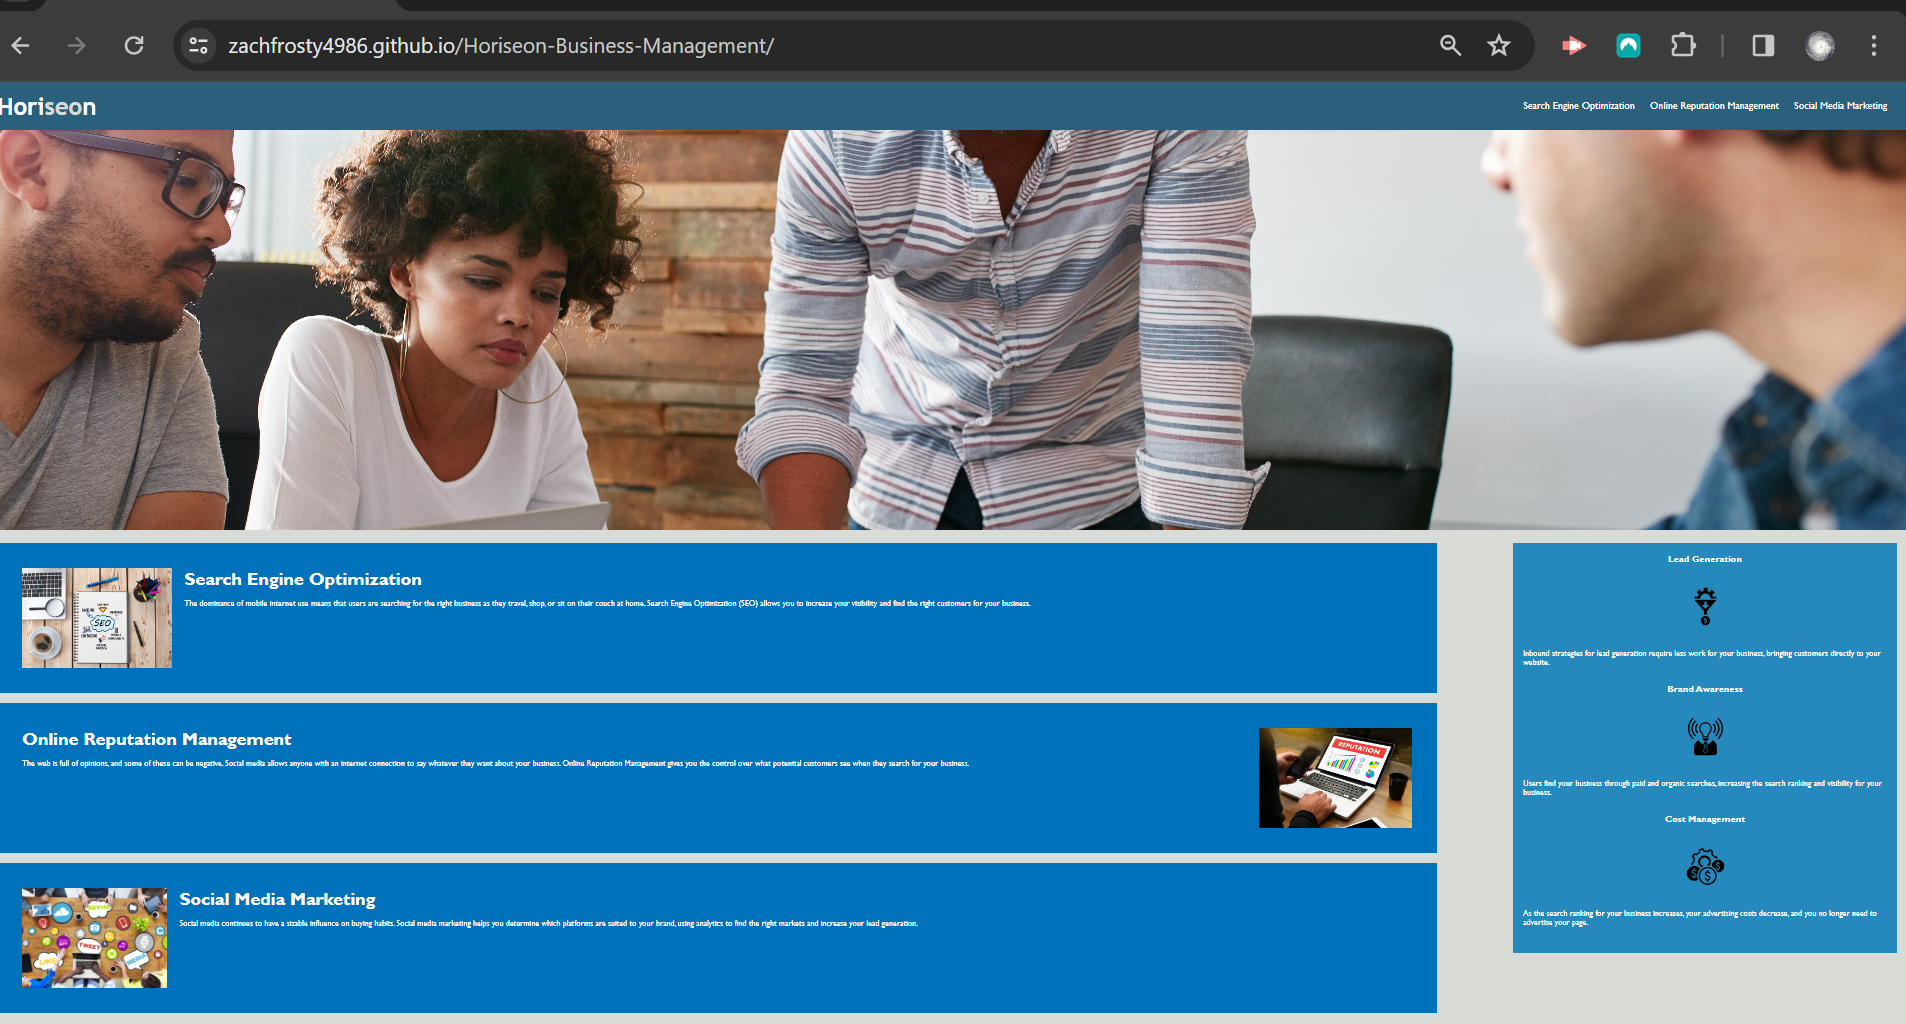 zachfrosty4986.github.io/Horiseon-Business-Management/
Horiseon
Search Engine Optimization Online Reputation Management Social Media Marketing
Search Engine Optimization
The dominance of mobile internet use means that users are searching for the right business as they travel, shop, or sit on their couch at home. Search Engine Optimization (SEO) allows you to increase your visibility and find the right customers for your business.
SEO
Online Reputation Management
The web is full of opinions, and some of these can be negative. Social media allows anyone with an internet connection to say whatever they want about your business. Online Reputation Management gives you the control over what potential customers see when they search for your business.
REPUTATION
Social Media Marketing
Social media continues to have a sizable influence on buying habits. Social media marketing helps you determine which platforms are suited to your brand, using analytics to find the right markets and increase your lead generation.
TWEET
LIKE
MEDIA
Lead Generation
Inbound strategies for lead generation require less work for your business, bringing customers directly to your
website.
Brand Awareness
Users find your business through paid and organic searches, increasing the search ranking and visibility for your
business.
Cost Management
As the search ranking for your business increases, your advertising costs decrease, and you no longer need to
advertise your page.